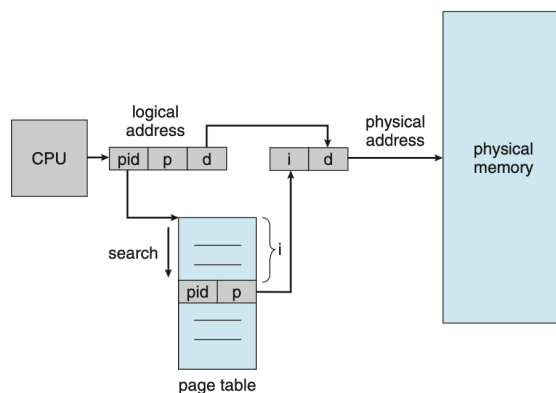 logical
address
physical
address
CPU
pid p d
i d
physical
memory
search
i
pid p
page table